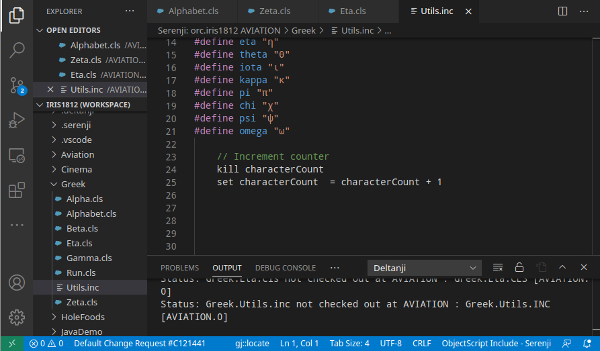 EXPLORER
OPEN EDITORS
Alphabet.cls /AVIA...
Zeta.cls /AVIATIO...
Eta.cls /AVIATION...
Utils.inc /AVIATIO...
IRIS1812 (WORKSPACE)
.deltanji
.serenji
.vscode
Aviation
Cinema
Greek
Alpha.cls
Alphabet.cls
Beta.cls
Eta.cls
Gamma.cls
Run.cls
Utils.inc
Zeta.cls
HoleFoods
JavaDemo
2
Alphabet.cls Zeta.cls Eta.cls Utils.inc
Serenji: orc.iris1812 AVIATION > Greek > Utils.inc > ...
14 #define eta "η"
15 #define theta "θ"
16 #define iota "ι"
17 #define kappa "κ"
18 #define pi "π"
19 #define chi "χ"
20 #define psi "ψ"
21 #define omega "ω"
22
23 // Increment counter
24 kill characterCount
25 set characterCount = characterCount + 1
26
27
28
29
30
PROBLEMS OUTPUT DEBUG CONSOLE ... Deltanji
Status: Greek.Eta.cls not checked out at AVIATION : Greek.Eta.CLS [AVIATION.
O]
Status: Greek.Utils.inc not checked out at AVIATION : Greek.Utils.INC
[AVIATION.O]
0 0 Default Change Request #C121441 gj::locate Ln 1, Col 1 Tab Size: 4 UTF-8 CRLF ObjectScript Include - Serenji